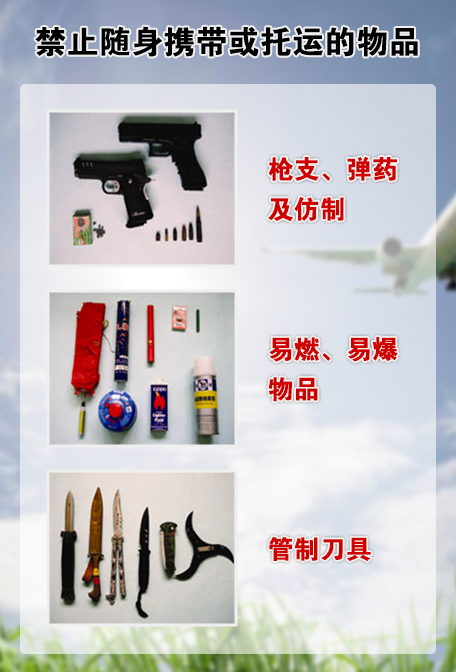 禁止随身携带或托运的物品
枪支、弹药
及仿制
易燃、易爆
物品
管制刀具